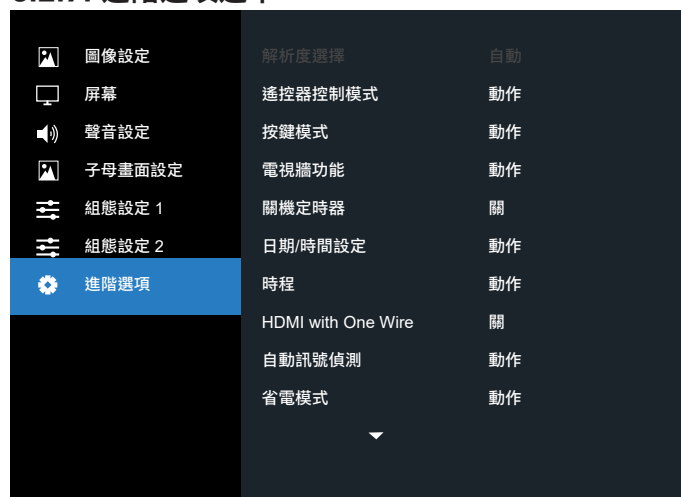 圖像設定
屏幕
聲音設定
子母畫面設定
組態設定 1
組態設定 2
進階選項
解析度選擇 自動
遙控器控制模式 動作
按鍵模式 動作
電視牆功能 動作
關機定時器 關
日期/時間設定 動作
時程 動作
HDMI with One Wire 關
自動訊號偵測 動作
省電模式 動作